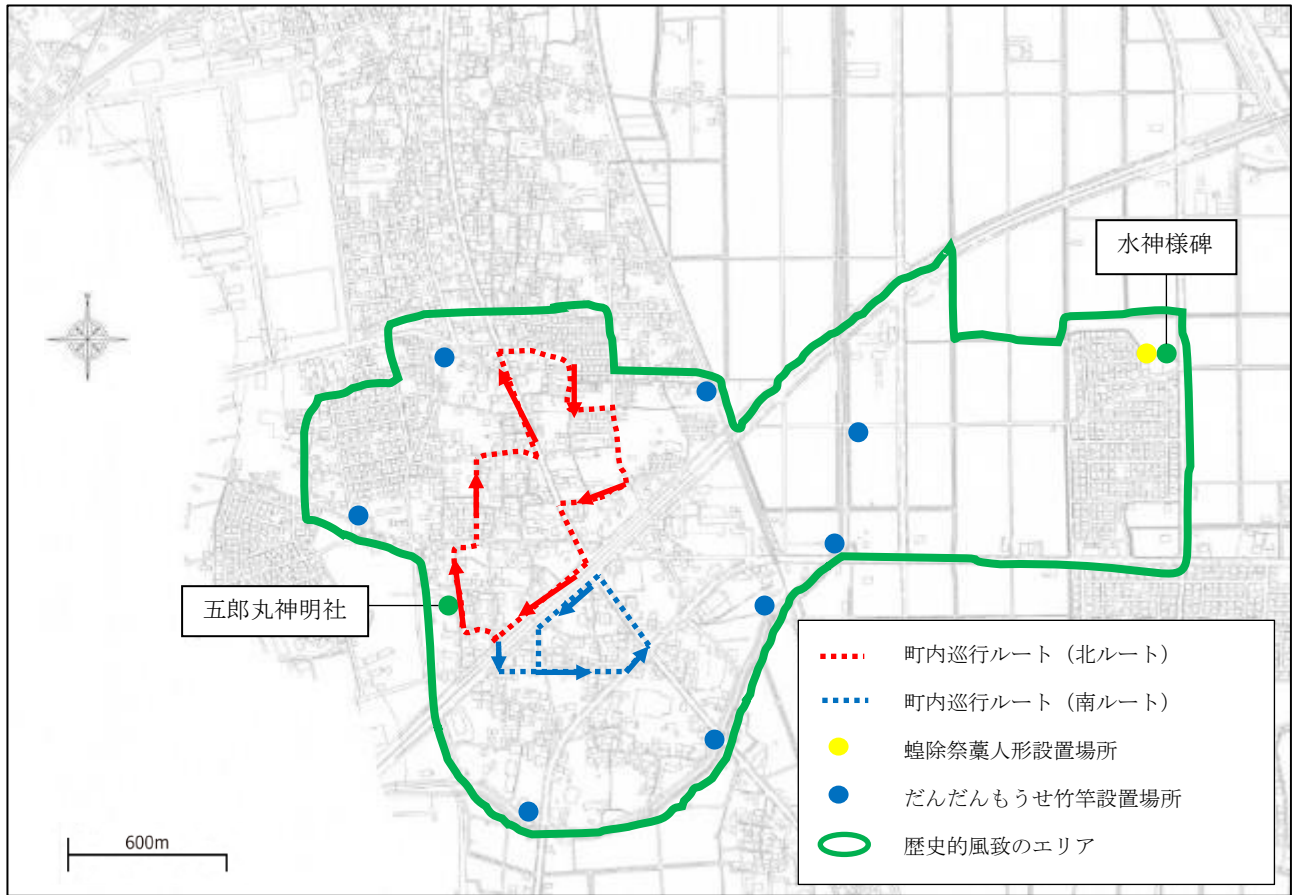 水神様碑
五郎丸神明社
町内巡行ルート（北ルート）
町内巡行ルート（南ルート）
蝗除祭藁人形設置場所
だんだんもうせ竹竿設置場所
歴史的風致のエリア
600m